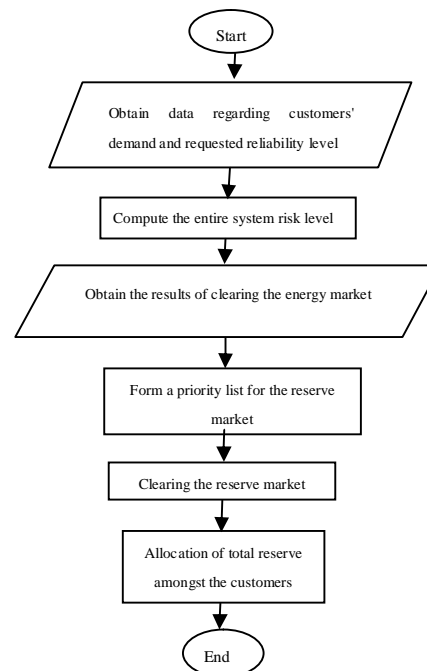 Start
Obtain data regarding customers'
demand and requested reliability level
Compute the entire system risk level
Obtain the results of clearing the energy market
Form a priority list for the reserve
market
Clearing the reserve market
Allocation of total reserve
amongst the customers
End